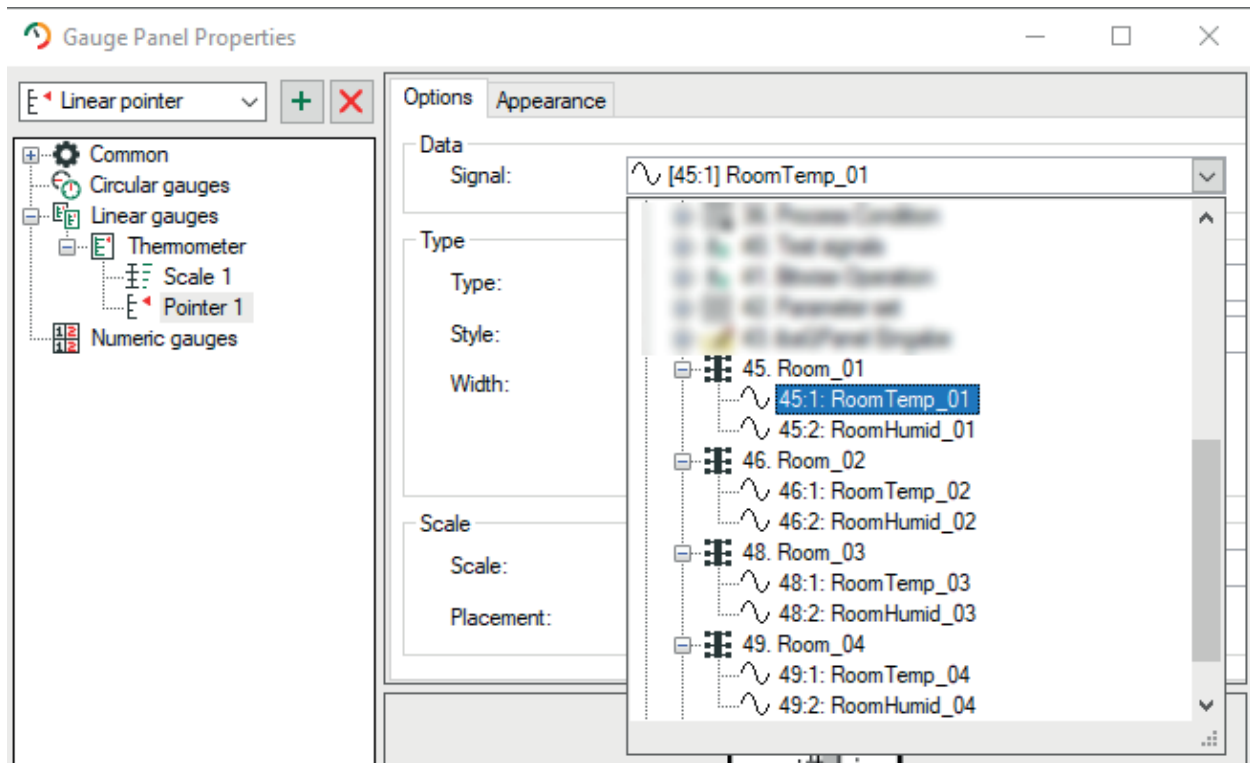 Gauge Panel Properties
Linear pointer
Common
Circular gauges
Linear gauges
Thermometer
Scale 1
Pointer 1
Numeric gauges
Options Appearance
Data
Signal: [45:1] RoomTemp_01
Type
Type:
Style:
Width:
Scale
Scale:
Placement:
45. Room_01
45:1: RoomTemp_01
45:2: RoomHumid_01
46. Room_02
46:1: RoomTemp_02
46:2: RoomHumid_02
48. Room_03
48:1: RoomTemp_03
48:2: RoomHumid_03
49. Room_04
49:1: RoomTemp_04
49:2: RoomHumid_04